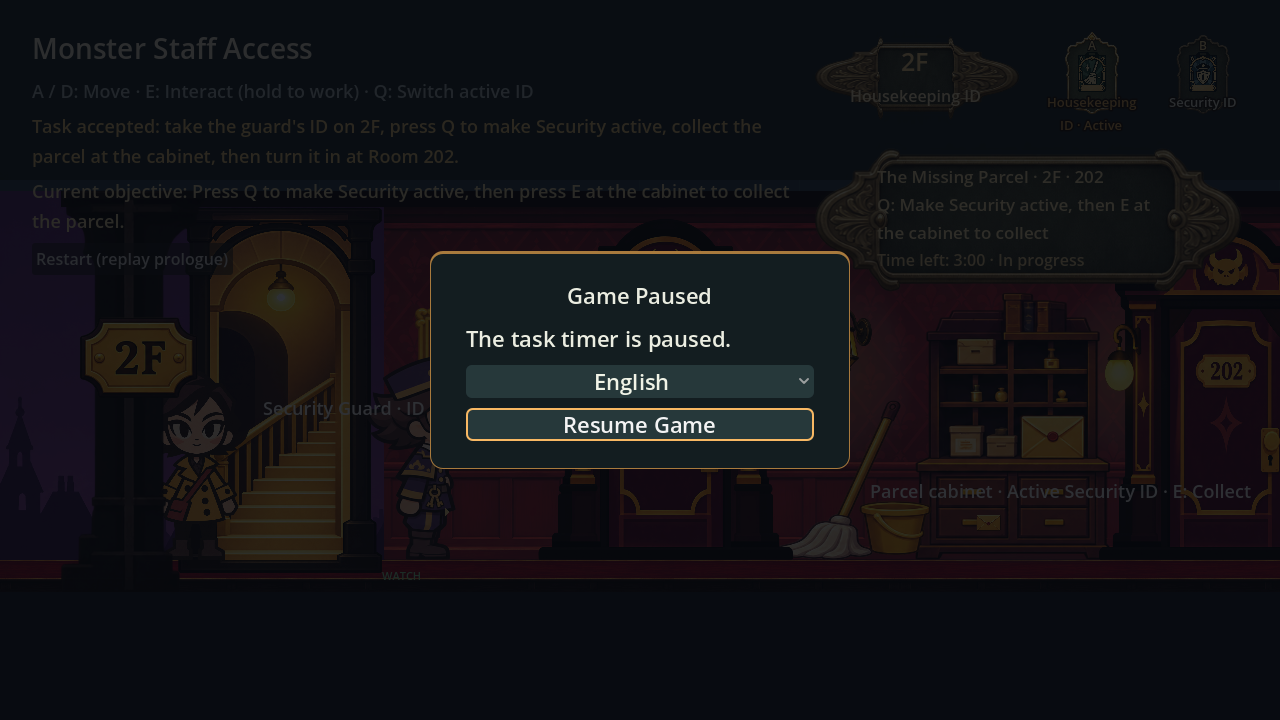 Monster Staff Access
A / D: Move · E: Interact (hold to work) · Q: Switch active ID
Task accepted: take the guard's ID on 2F, press Q to make Security active, collect the
parcel at the cabinet, then turn it in at Room 202.
Current objective: Press Q to make Security active, then press E at the cabinet to collect
the parcel.
Restart (replay prologue)
2F
Housekeeping ID
A
Housekeeping
ID · Active
B
Security ID
The Missing Parcel · 2F · 202
Q: Make Security active, then E at
the cabinet to collect
Time left: 3:00 · In progress
Game Paused
The task timer is paused.
English
Resume Game
2F
Security Guard · ID
202
Parcel cabinet · Active Security ID · E: Collect
WATCH